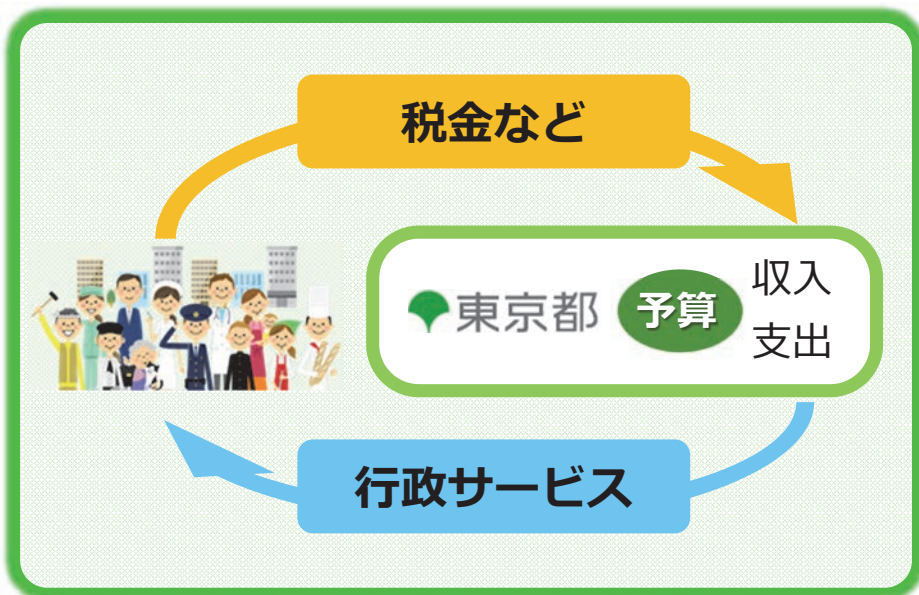 税金など
東京都
予算
収入
支出
行政サービス